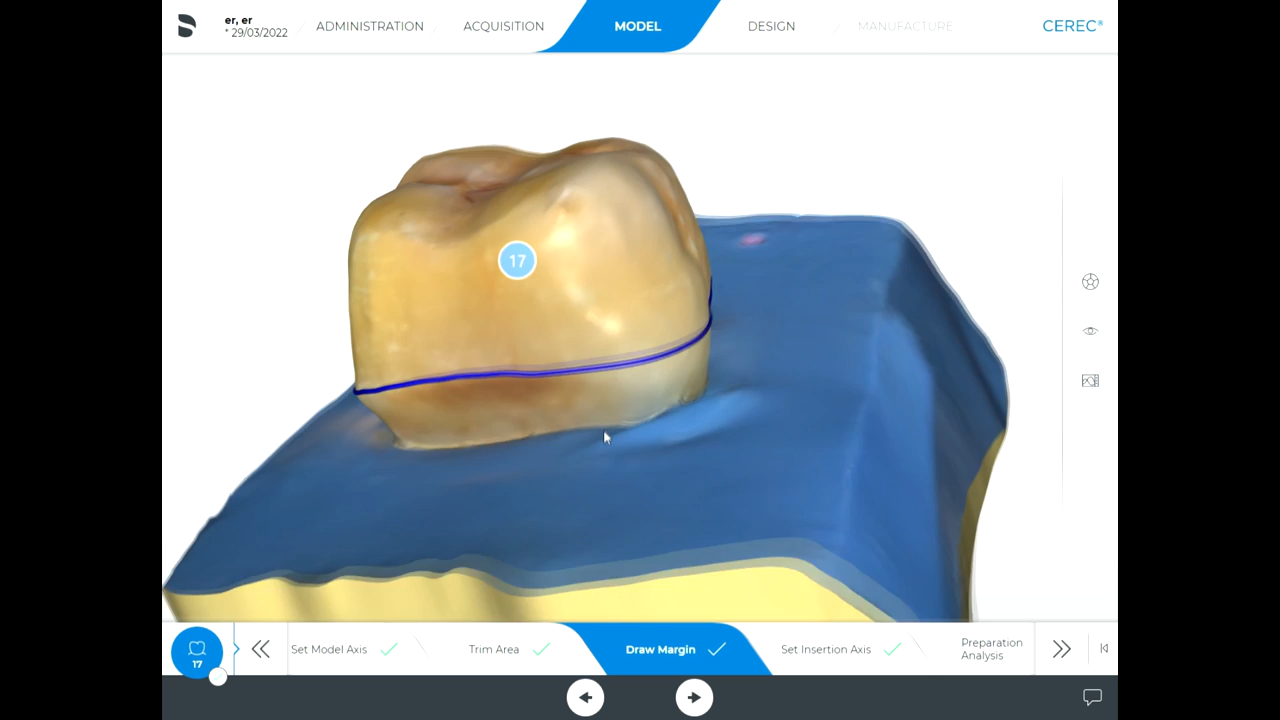 er, er
* 29/03/2022
ADMINISTRATION
ACQUISITION
MODEL
DESIGN
MANUFACTURE
CEREC®
17
Set Model Axis
Trim Area
Draw Margin
Set Insertion Axis
Preparation
Analysis
17